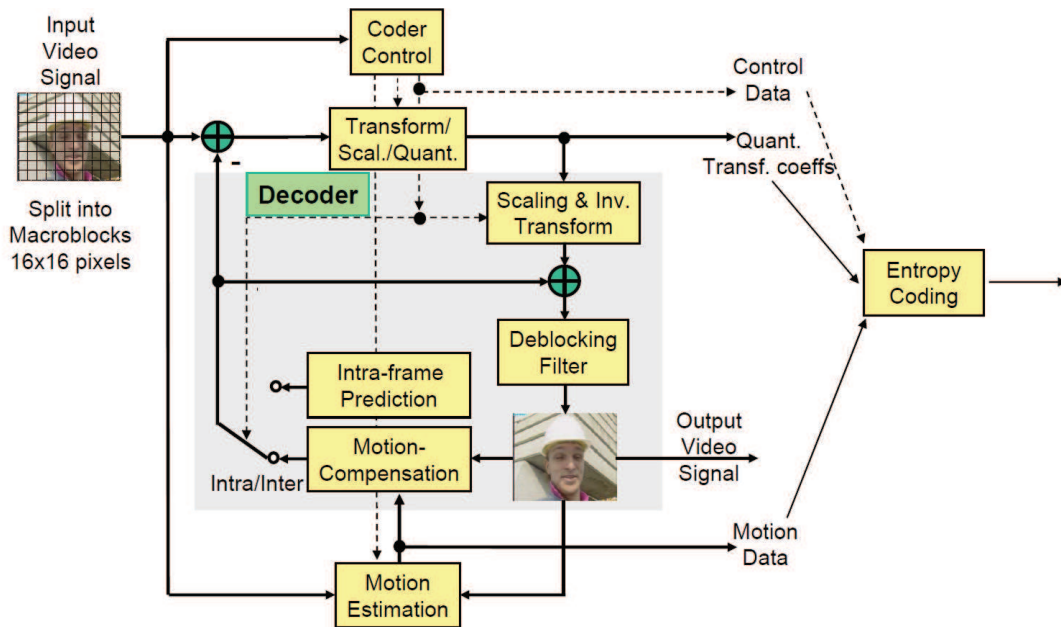 Input
Video
Signal
Coder
Control
Control
Data
Transform/
Scal./Quant.
Quant.
Transf. coeffs
-
Decoder
Split into
Macroblocks
16x16 pixels
Scaling & Inv.
Transform
Entropy
Coding
Deblocking
Filter
Intra-frame
Prediction
Output
Video
Signal
Motion-
Compensation
Intra/Inter
Motion
Data
Motion
Estimation